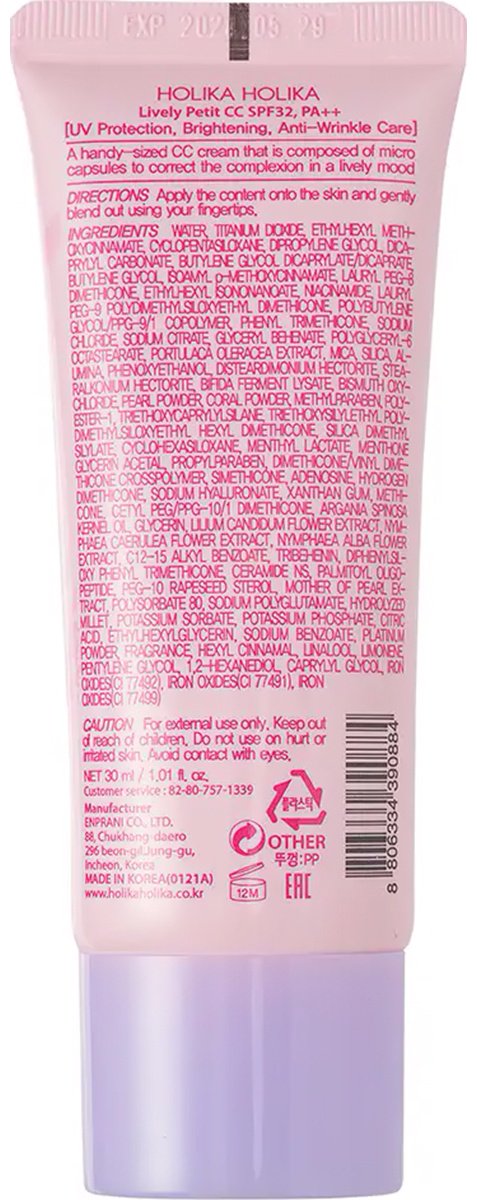 HOLIKA HOLIKA
Lively Petit CC SPF32, PA++
[UV Protection, Brightening, Anti-Wrinkle Care]
A handy-sized CC cream that is composed of micro
capsules to correct the complexion in a lively mood
DIRECTIONS Apply the content onto the skin and gently
blend out using your fingertips.
INGREDIENTS WATER, TITANIUM DIOXIDE, ETHYLHEXYL METH-
OXYCINNAMATE, CYCLOPENTASILOXANE, DIPROPYLENE GLYCOL, DICA-
PRYLYL CARBONATE, BUTYLENE GLYCOL DICAPRYLATE/DICAPRATE
BUTYLENE GLYCOL, ISOAMYL p-METHOXYCINNAMATE, LAURYL PEG-8
DIMETHICONE, ETHYLHEXYL ISONONANOATE, NIACINAMIDE, LAURYL
PEG-9 POLYDIMETHYLSILOXYETHYL DIMETHICONE, POLYBUTYLENE
GLYCOL/PPG-9/1 COPOLYMER, PHENYL TRIMETHICONE, SODIUM
CHLORIDE, SODIUM CITRATE, GLYCERYL BEHENATE, POLYGLYCERYL-6
OCTASTEARATE, PORTULACA OLERACEA EXTRACT, MICA, SILICA, AL-
UMINA, PHENOXYETHANOL, DISTEARDIMONIUM HECTORITE, STEA-
RALKONIUM HECTORITE, BIFIDA FERMENT LYSATE, BISMUTH OXY-
CHLORIDE, PEARL POWDER, CORAL POWDER, METHYLPARABEN, POLY-
ESTER-1, TRIETHOXYCAPRYLYLSILANE, TRIETHOXYSILYLETHYL POLY-
DIMETHYLSILOXYETHYL HEXYL DIMETHICONE, SILICA DIMETHYL
SILYLATE, CYCLOHEXASILOXANE, MENTHYL LACTATE, MENTHONE
GLYCERIN ACETAL, PROPYLPARABEN, DIMETHICONE/VINYL DIME-
THICONE CROSSPOLYMER, SIMETHICONE, ADENOSINE, HYDROGEN
DIMETHICONE, SODIUM HYALURONATE, XANTHAN GUM, METHI-
CONE, CETYL PEG/PPG-10/1 DIMETHICONE, ARGANIA SPINOSA
KERNEL OIL, GLYCERIN, LILIUM CANDIDUM FLOWER EXTRACT, NYM-
PHAEA CAERULEA FLOWER EXTRACT, NYMPHAEA ALBA FLOWER
EXTRACT, C12-15 ALKYL BENZOATE, TRIBEHENIN, DIPHENYLSIL-
OXY PHENYL TRIMETHICONE, CERAMIDE NS, PALMITOYL OLIGO-
PEPTIDE, PEG-10 RAPESEED STEROL, MOTHER OF PEARL EX-
TRACT, POLYSORBATE 80, SODIUM POLYGLUTAMATE, HYDROLYZED
MILLET, POTASSIUM SORBATE, POTASSIUM PHOSPHATE, CITRIC
ACID, ETHYLHEXYLGLYCERIN, SODIUM BENZOATE, PLATINUM
POWDER, FRAGRANCE, HEXYL CINNAMAL, LINALOOL, LIMONENE,
PENTYLENE GLYCOL, 1,2-HEXANEDIOL, CAPRYLYL GLYCOL, IRON
OXIDES(CI 77492), IRON OXIDES(CI 77491), IRON
OXIDES(CI 77499)
CAUTION For external use only. Keep out
of reach of children. Do not use on hurt or
irritated skin. Avoid contact with eyes.
NET 30 ml / 1.01 fl. oz.
Customer service : 82-80-757-1339
Manufacturer
ENPRANI CO., LTD.
88, Chukhang-daero
296 beon-gil,Jung-gu,
Incheon, Korea
MADE IN KOREA(0121A)
www.holikaholika.co.kr
플라스틱
OTHER
뚜껑:PP
12M
EAC
8 806334 390884